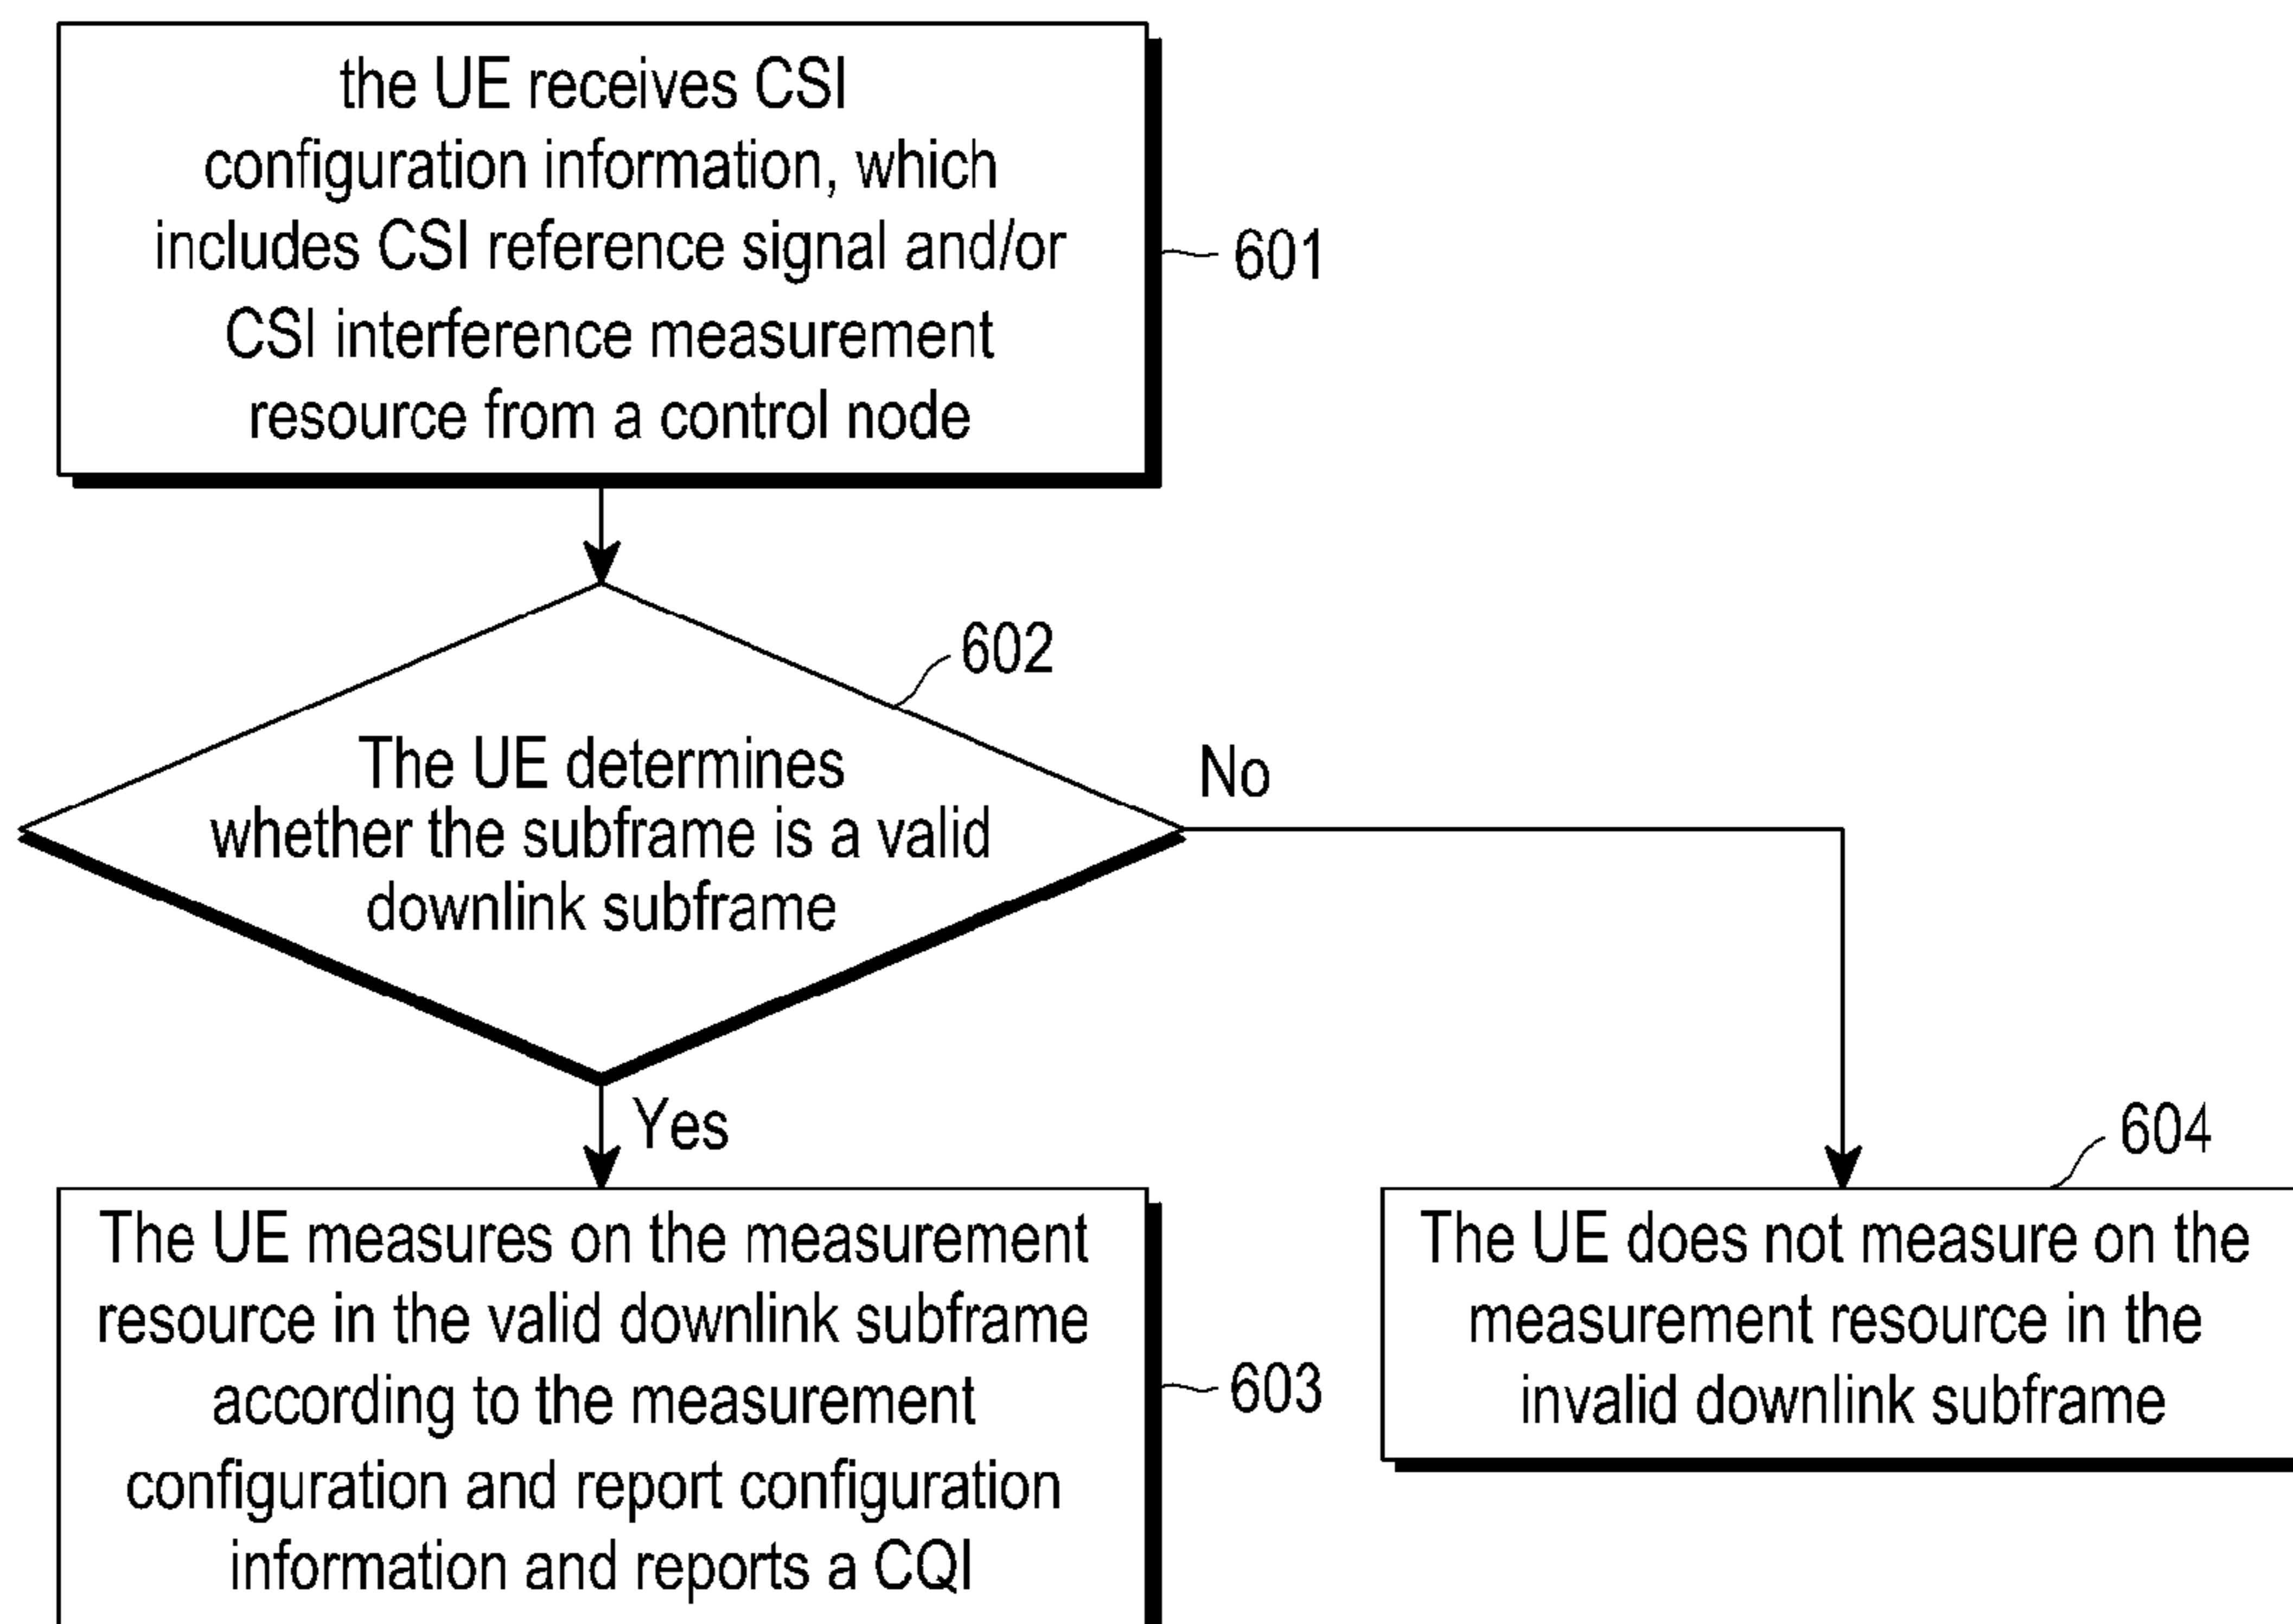 the UE receives CSI
configuration information, which
includes CSI reference signal and/or
CSI interference measurement
resource from a control node
601
602
The UE determines
whether the subframe is a valid
downlink subframe
No
Yes
The UE measures on the measurement
resource in the valid downlink subframe
according to the measurement
configuration and report configuration
information and reports a CQI
603
604
The UE does not measure on the
measurement resource in the
invalid downlink subframe